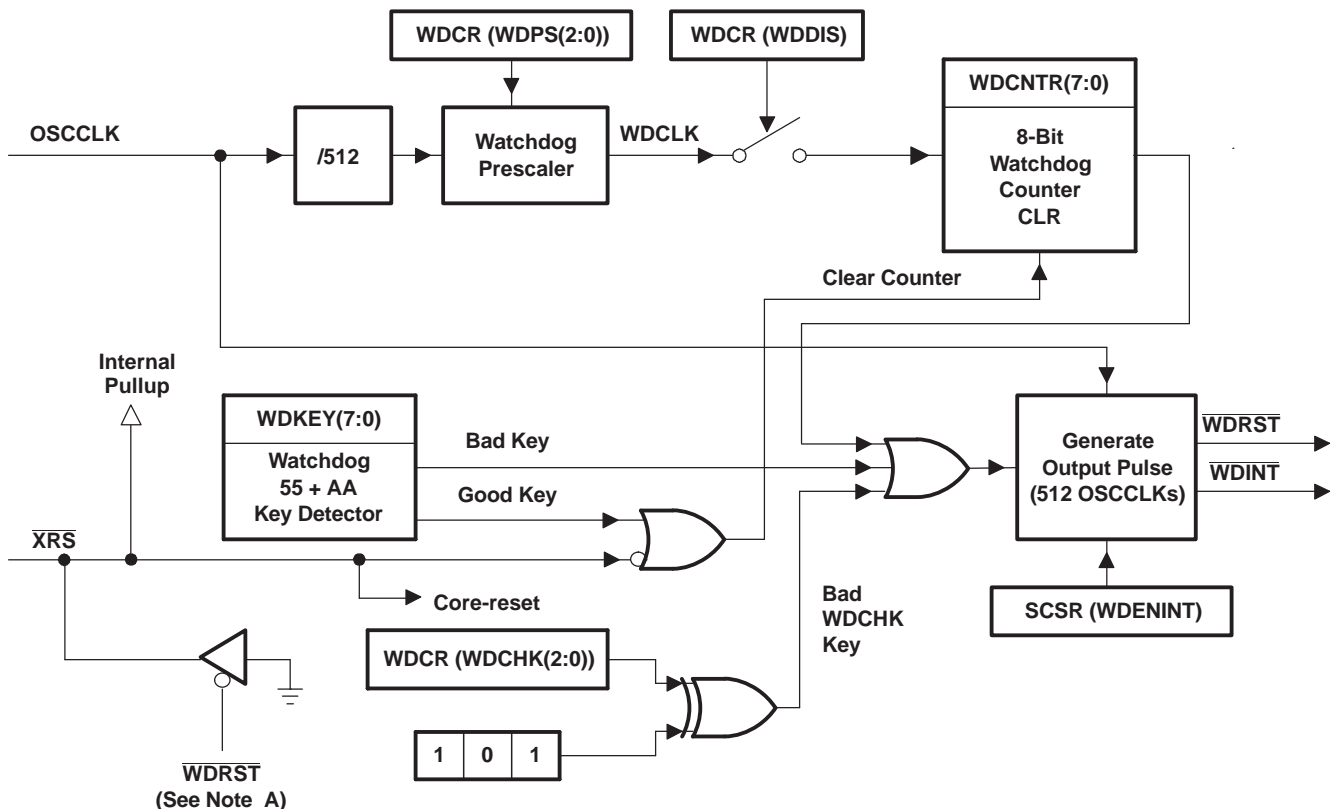 WDCR (WDPS(2:0))
WDCR (WDDIS)
WDCNTR(7:0)
OSCCLK
/512
Watchdog
Prescaler
WDCLK
8-Bit
Watchdog
Counter
CLR
Clear Counter
Internal
Pullup
WDKEY(7:0)
Watchdog
55 + AA
Key Detector
Bad Key
Good Key
Generate
Output Pulse
(512 OSCCLKs)
WDRST
WDINT
XRS
Core-reset
Bad
WDCHK
Key
SCSR (WDENINT)
WDCR (WDCHK(2:0))
1 0 1
WDRST
(See Note A)